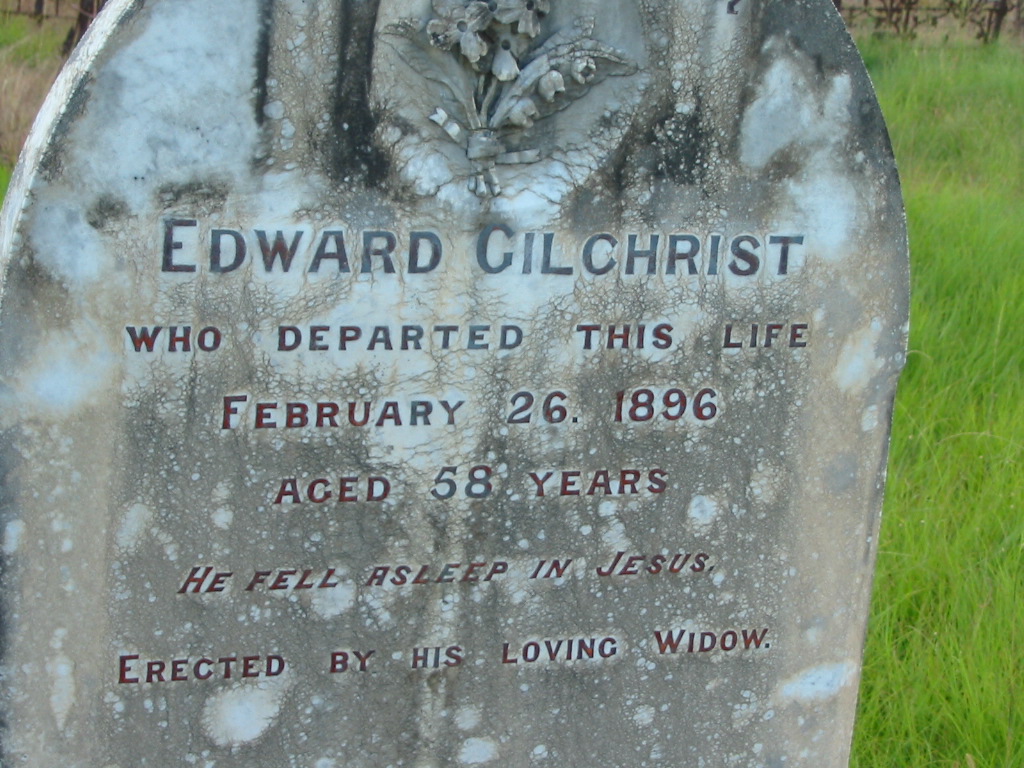 EDWARD GILCHRIST
WHO DEPARTED THIS LIFE
FEBRUARY 26. 1896
AGED 58 YEARS
HE FELL ASLEEP IN JESUS.
ERECTED BY HIS LOVING WIDOW.